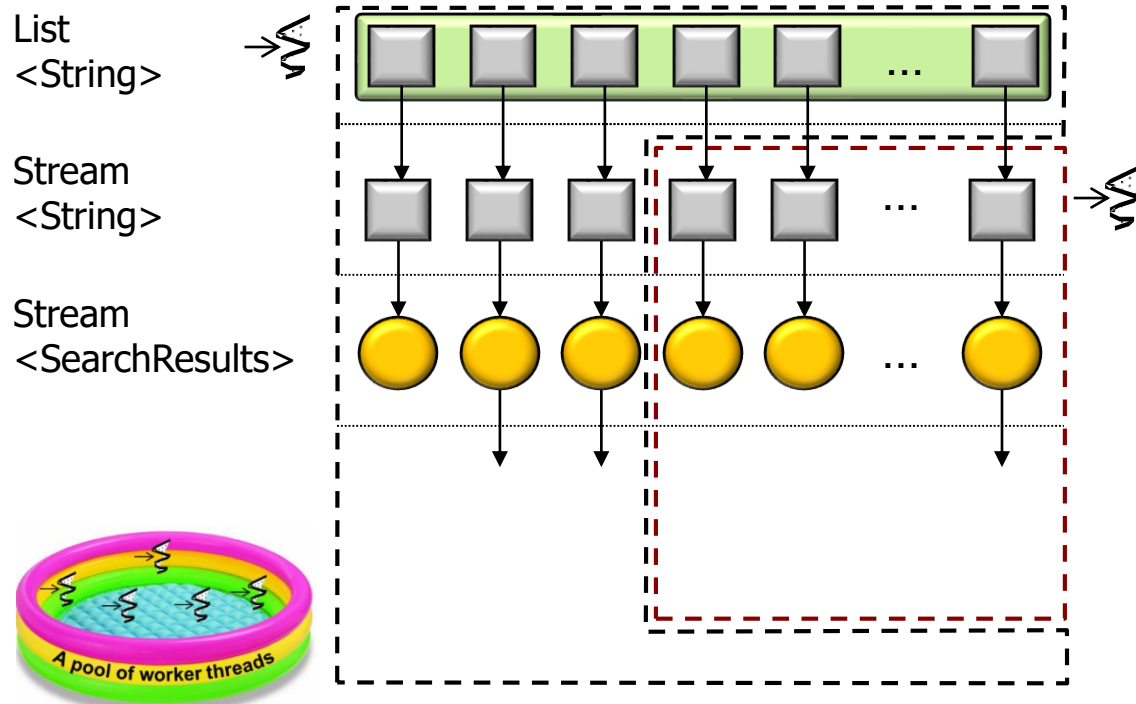 List
<String>
...
Stream
<String>
...
Stream
<SearchResults>
...
A pool of worker threads